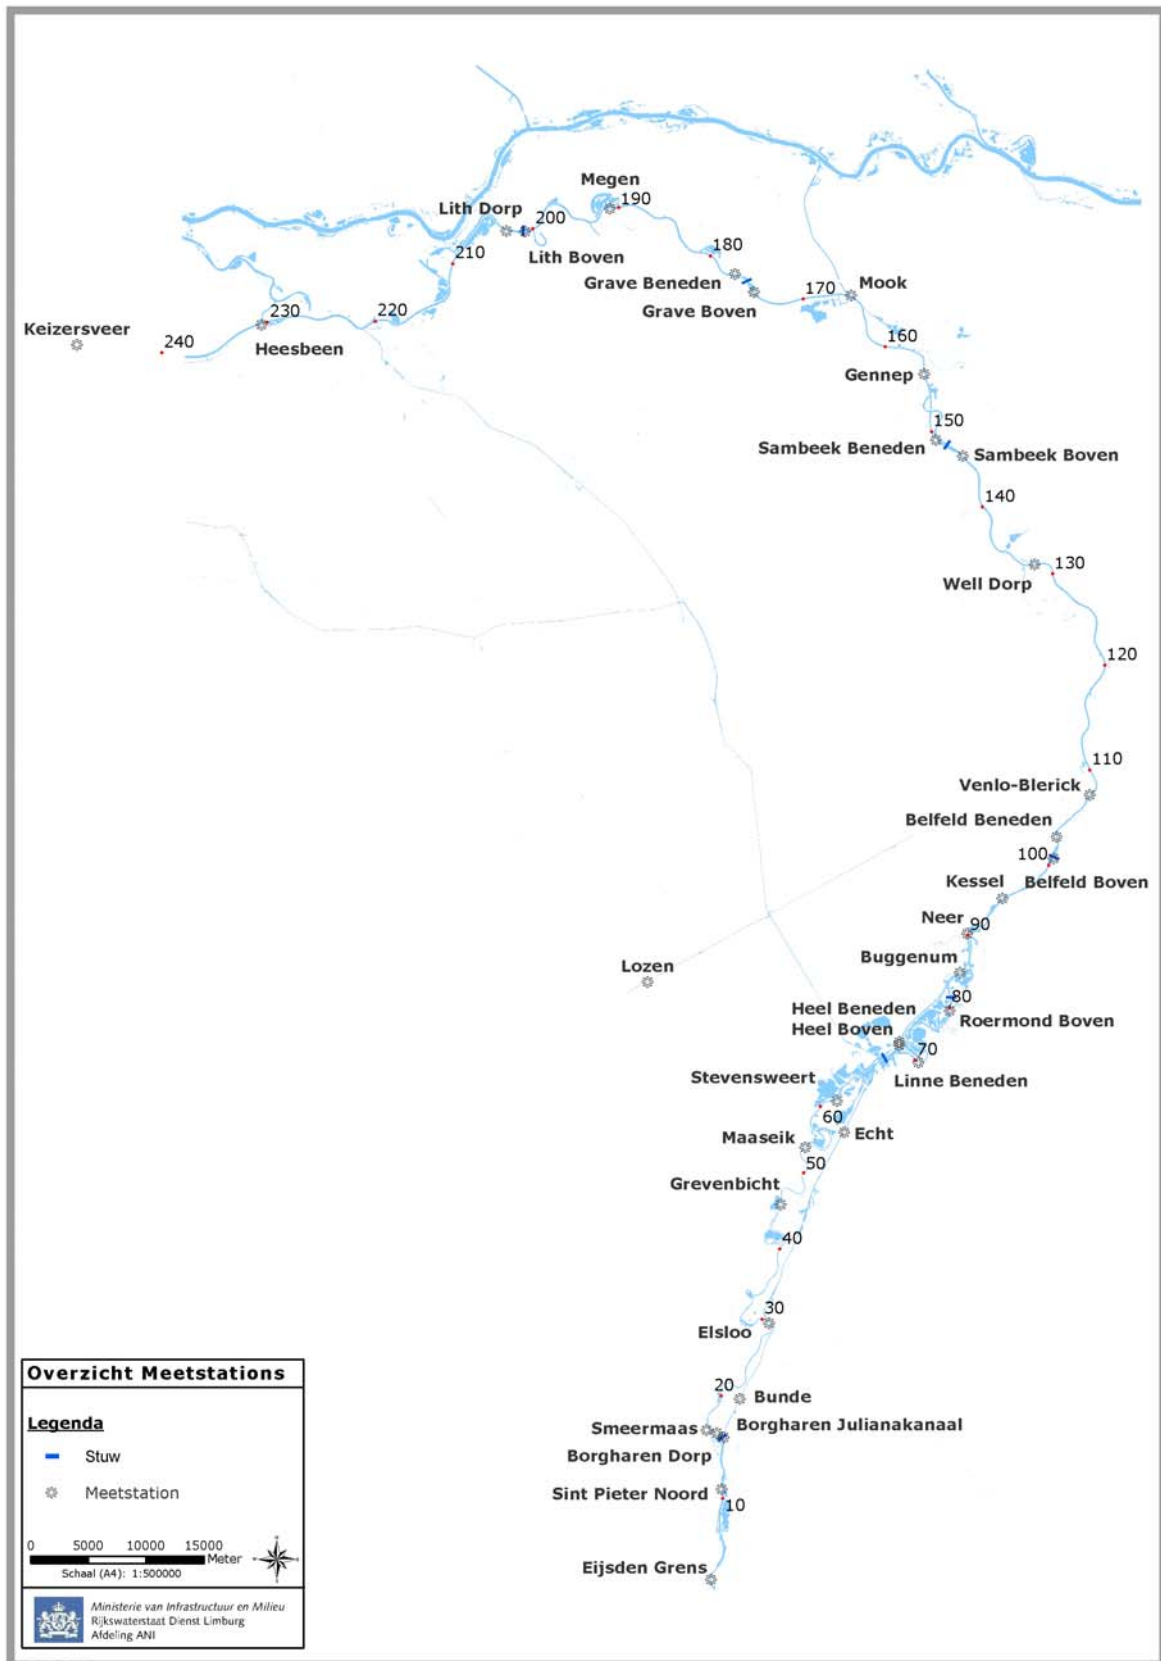 Megen
190
Lith Dorp
200
Lith Boven
210
180
Grave Beneden
Grave Boven
170
Mook
Keizersveer
240
230
Heesbeen
220
160
Gennep
150
Sambeek Beneden
Sambeek Boven
140
130
Well Dorp
120
110
Venlo-Blerick
Belfeld Beneden
100
Belfeld Boven
Kessel
Neer
90
Buggenum
Lozen
80
Heel Beneden
Heel Boven
Roermond Boven
70
Linne Beneden
Stevensweert
60
Echt
Maaseik
50
Grevenbicht
40
30
Elsloo
20
Bunde
Smeermaas
Borgharen Julianakanaal
Borgharen Dorp
Sint Pieter Noord
10
Eijsden Grens
Overzicht Meetstations
Legenda
Stuw
Meetstation
0 5000 10000 15000
Meter
Schaal (A4): 1:500000
Ministerie van Infrastructuur en Milieu
Rijkswaterstaat Dienst Limburg
Afdeling ANI